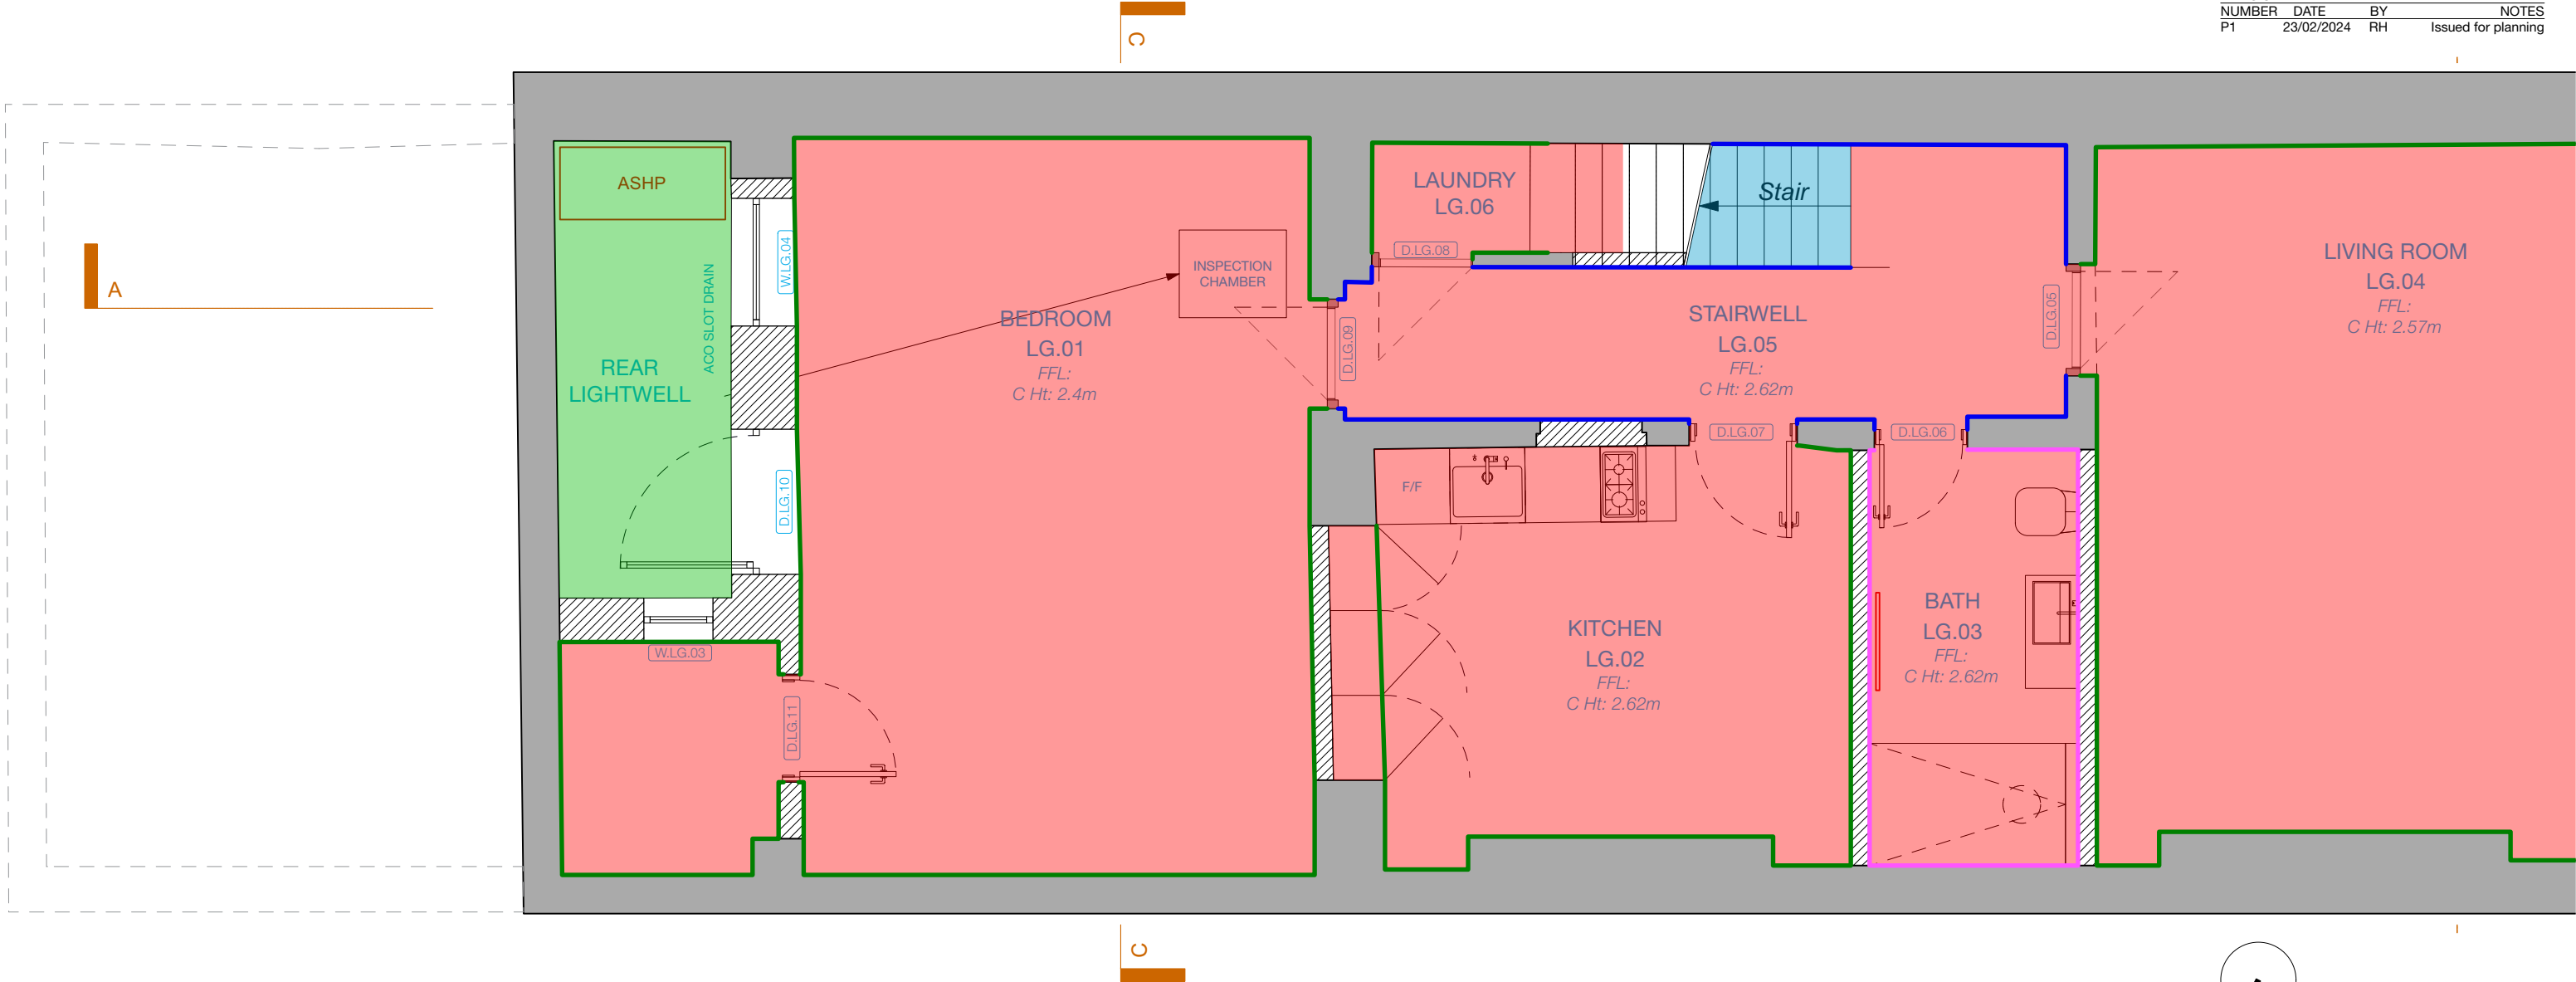 NUMBER DATE BY NOTES
P1 23/02/2024 RH Issued for planning
C
ASHP
A
W.LG.04
ACO SLOT DRAIN
REAR
LIGHTWELL
D.LG.10
W.LG.03
D.LG.11
BEDROOM
LG.01
FFL:
C Ht: 2.4m
INSPECTION
CHAMBER
D.LG.09
LAUNDRY
LG.06
D.LG.08
Stair
STAIRWELL
LG.05
FFL:
C Ht: 2.62m
D.LG.05
D.LG.07
D.LG.06
LIVING ROOM
LG.04
FFL:
C Ht: 2.57m
F/F
KITCHEN
LG.02
FFL:
C Ht: 2.62m
BATH
LG.03
FFL:
C Ht: 2.62m
C